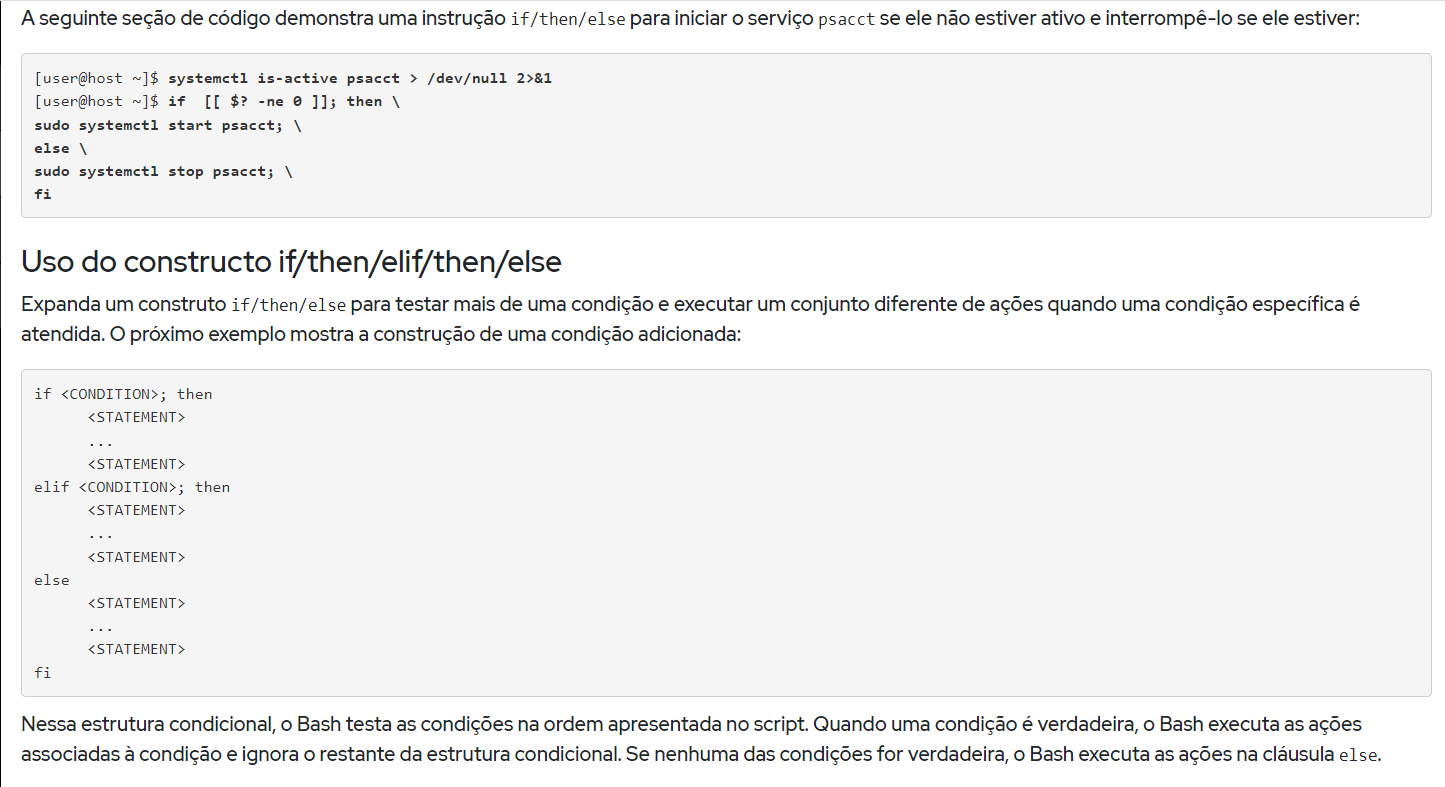 A seguinte seção de código demonstra uma instrução if/then/else para iniciar o serviço psacct se ele não estiver ativo e interrompê-lo se ele estiver:
[user@host ~]$ systemctl is-active psacct > /dev/null 2>&1
[user@host ~]$ if  [[ $? -ne 0 ]]; then \
sudo systemctl start psacct; \
else \
sudo systemctl stop psacct; \
fi
Uso do constructo if/then/elif/then/else
Expanda um construto if/then/else para testar mais de uma condição e executar um conjunto diferente de ações quando uma condição específica é
atendida. O próximo exemplo mostra a construção de uma condição adicionada:
if <CONDITION>; then
      <STATEMENT>
      ...
      <STATEMENT>
elif <CONDITION>; then
      <STATEMENT>
      ...
      <STATEMENT>
else
      <STATEMENT>
      ...
      <STATEMENT>
fi
Nessa estrutura condicional, o Bash testa as condições na ordem apresentada no script. Quando uma condição é verdadeira, o Bash executa as ações
associadas à condição e ignora o restante da estrutura condicional. Se nenhuma das condições for verdadeira, o Bash executa as ações na cláusula else.